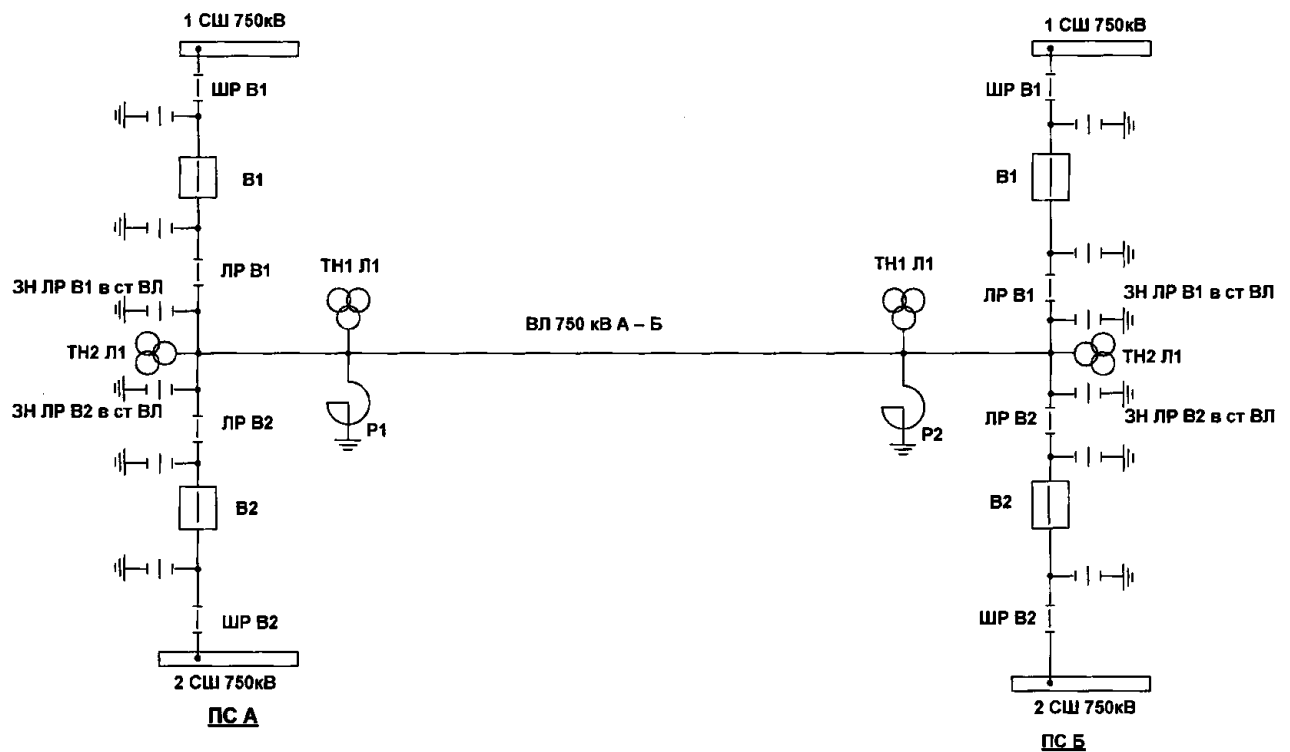 1 СШ 750кВ
ШР В1
В1
ЛР В1
ЗН ЛР В1 в ст ВЛ
ТН1 Л1
ТН2 Л1
ЗН ЛР В2 в ст ВЛ
ЛР В2
Р1
В2
ШР В2
2 СШ 750кВ
ПС А
ВЛ 750 кВ А – Б
1 СШ 750кВ
ШР В1
В1
ТН1 Л1
ЛР В1
ЗН ЛР В1 в ст ВЛ
ТН2 Л1
ЛР В2
ЗН ЛР В2 в ст ВЛ
Р2
В2
ШР В2
2 СШ 750кВ
ПС Б